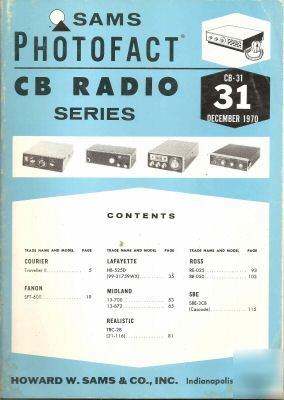 SAMS
PHOTOFACT®
CB RADIO
SERIES
CB-31
31
DECEMBER 1970
CONTENTS
TRADE NAME AND MODEL PAGE
COURIER
Traveller II 5
FANON
SFT-600 19
TRADE NAME AND MODEL PAGE
LAFAYETTE
HB-525D
(99-31759WX) 35
MIDLAND
13-700 53
13-872 65
REALISTIC
TRC-28
(21-116) 81
TRADE NAME AND MODEL PAGE
ROSS
RE-025 93
RE-050 103
SBE
SBE-3CB
(Cascade) 115
HOWARD W. SAMS & CO., INC. Indianapolis